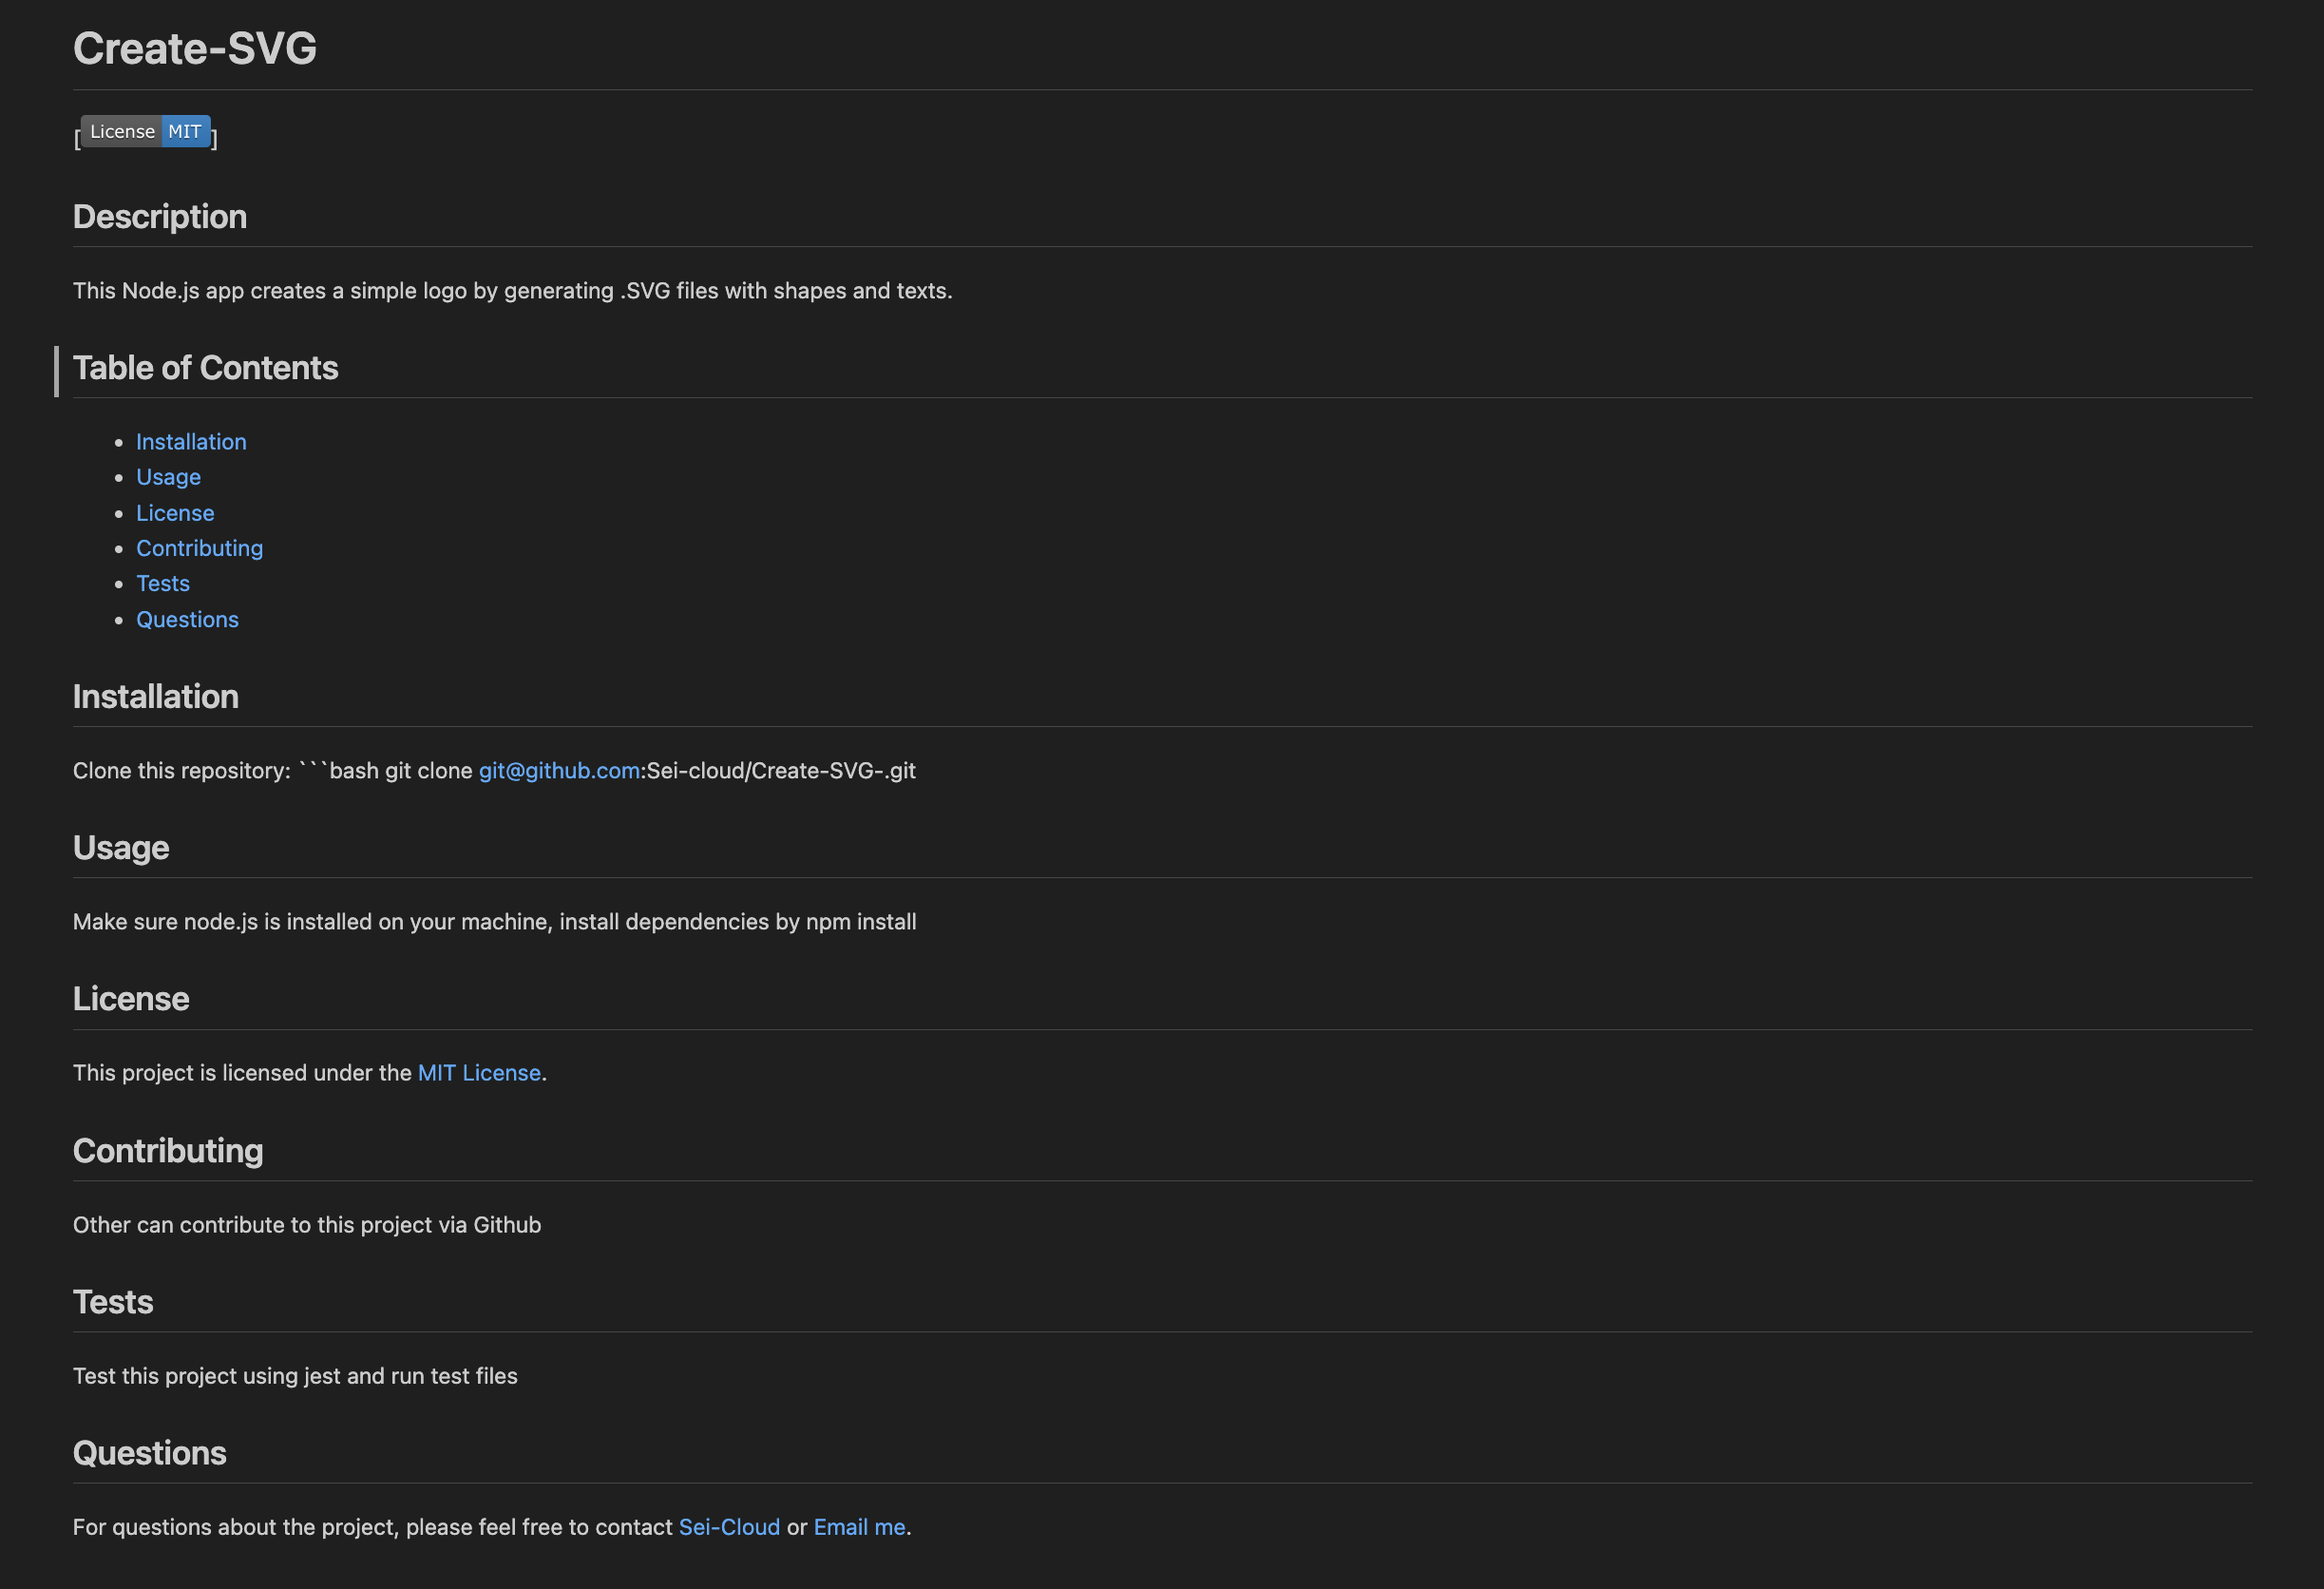 Create-SVG
[License MIT]
Description
This Node.js app creates a simple logo by generating .SVG files with shapes and texts.
Table of Contents
• Installation
• Usage
• License
• Contributing
• Tests
• Questions
Installation
Clone this repository: ```bash git clone git@github.com:Sei-cloud/Create-SVG-.git
Usage
Make sure node.js is installed on your machine, install dependencies by npm install
License
This project is licensed under the MIT License.
Contributing
Other can contribute to this project via Github
Tests
Test this project using jest and run test files
Questions
For questions about the project, please feel free to contact Sei-Cloud or Email me.